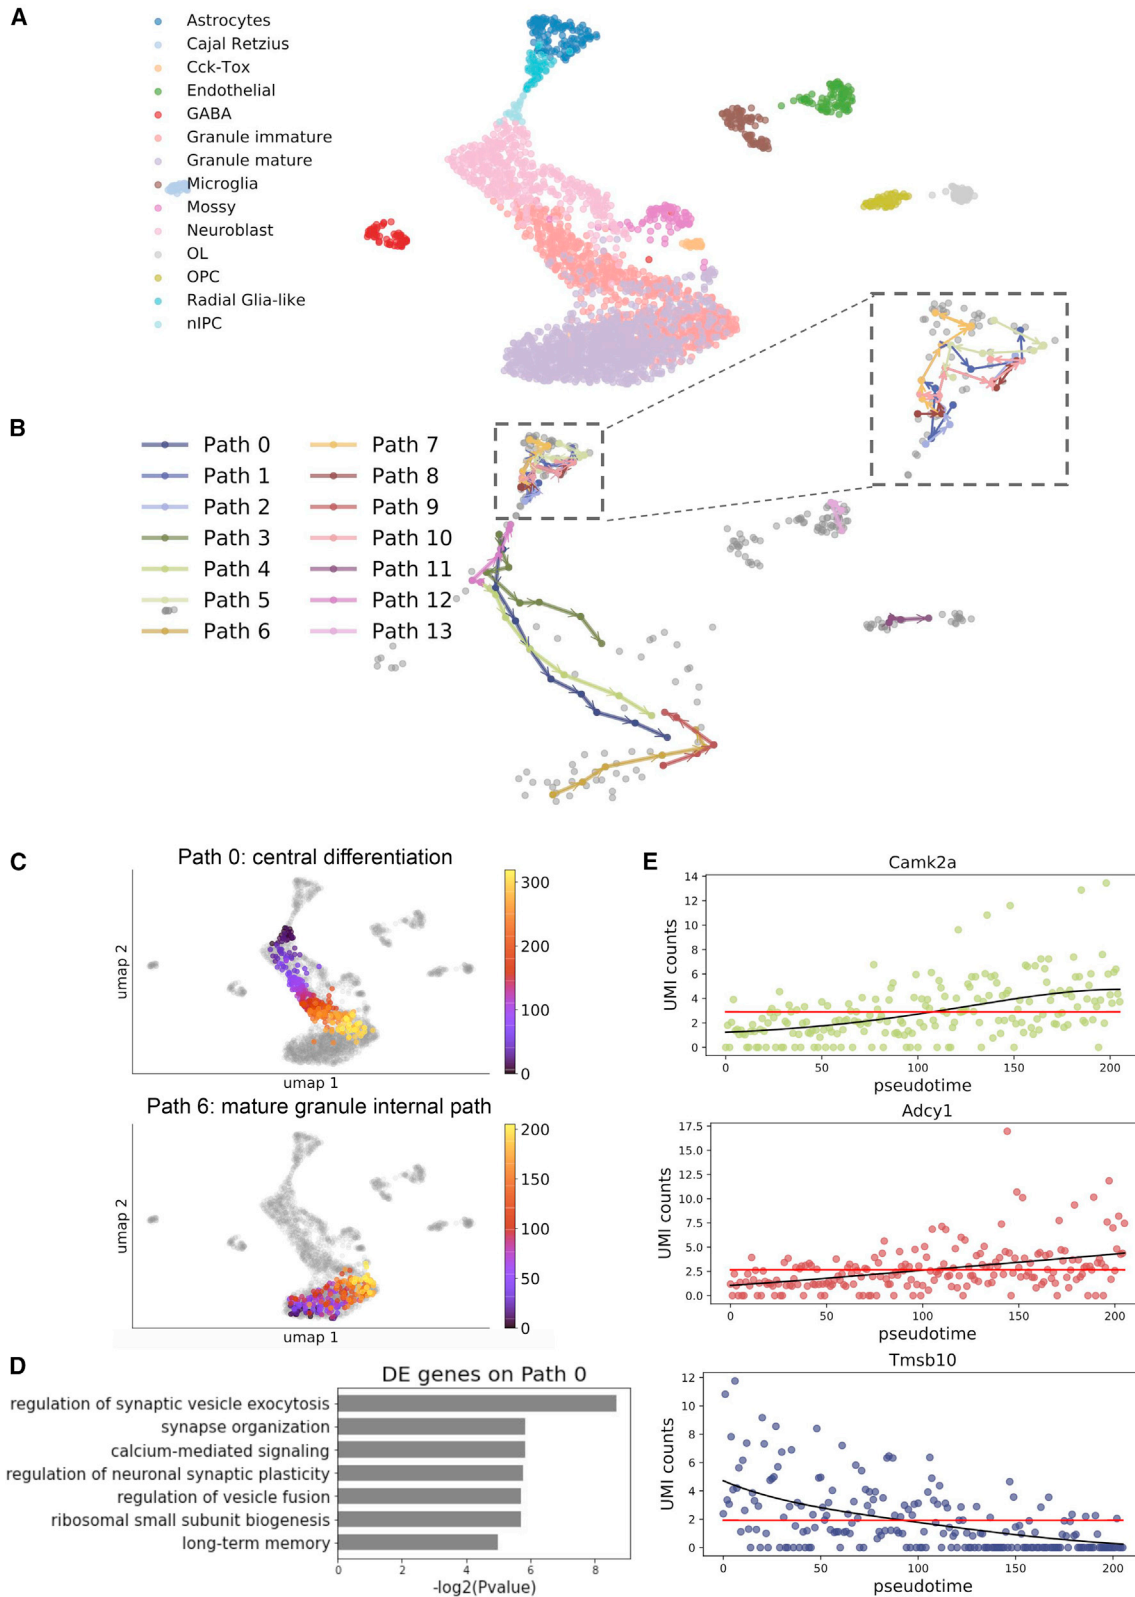 A
Astrocytes
Cajal Retzius
Cck-Tox
Endothelial
GABA
Granule immature
Granule mature
Microglia
Mossy
Neuroblast
OL
OPC
Radial Glia-like
nIPC
B
Path 0
Path 1
Path 2
Path 3
Path 4
Path 5
Path 6
Path 7
Path 8
Path 9
Path 10
Path 11
Path 12
Path 13
C
Path 0: central differentiation
umap 2
umap 1
300
200
100
0
Path 6: mature granule internal path
umap 2
umap 1
200
150
100
50
0
D
DE genes on Path 0
regulation of synaptic vesicle exocytosis
synapse organization
calcium-mediated signaling
regulation of neuronal synaptic plasticity
regulation of vesicle fusion
ribosomal small subunit biogenesis
long-term memory
0 2 4 6 8
-log2(Pvalue)
E
Camk2a
UMI counts
14
12
10
8
6
4
2
0
0 50 100 150 200
pseudotime
Adcy1
UMI counts
17.5
15.0
12.5
10.0
7.5
5.0
2.5
0.0
0 50 100 150 200
pseudotime
Tmsb10
UMI counts
12
10
8
6
4
2
0
0 50 100 150 200
pseudotime